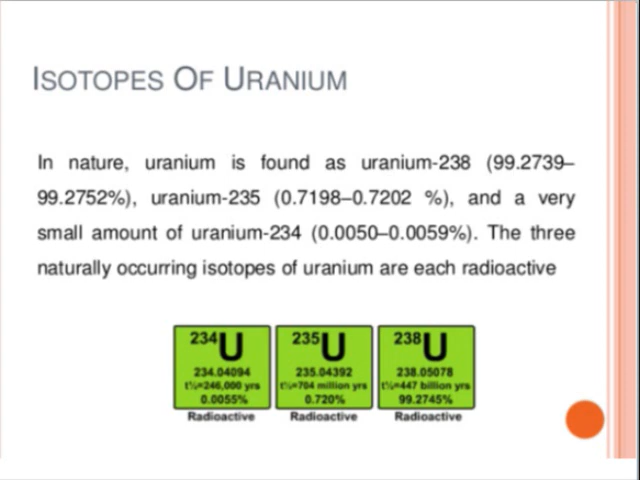 ISOTOPES OF URANIUM
In nature, uranium is found as uranium-238 (99.2739–
99.2752%), uranium-235 (0.7198–0.7202 %), and a very
small amount of uranium-234 (0.0050–0.0059%). The three
naturally occurring isotopes of uranium are each radioactive
234U 235U 238U
234.04094 235.04392 238.05078
t½=246,000 yrs t½=704 million yrs t½=447 billion yrs
0.0055% 0.720% 99.2745%
Radioactive Radioactive Radioactive